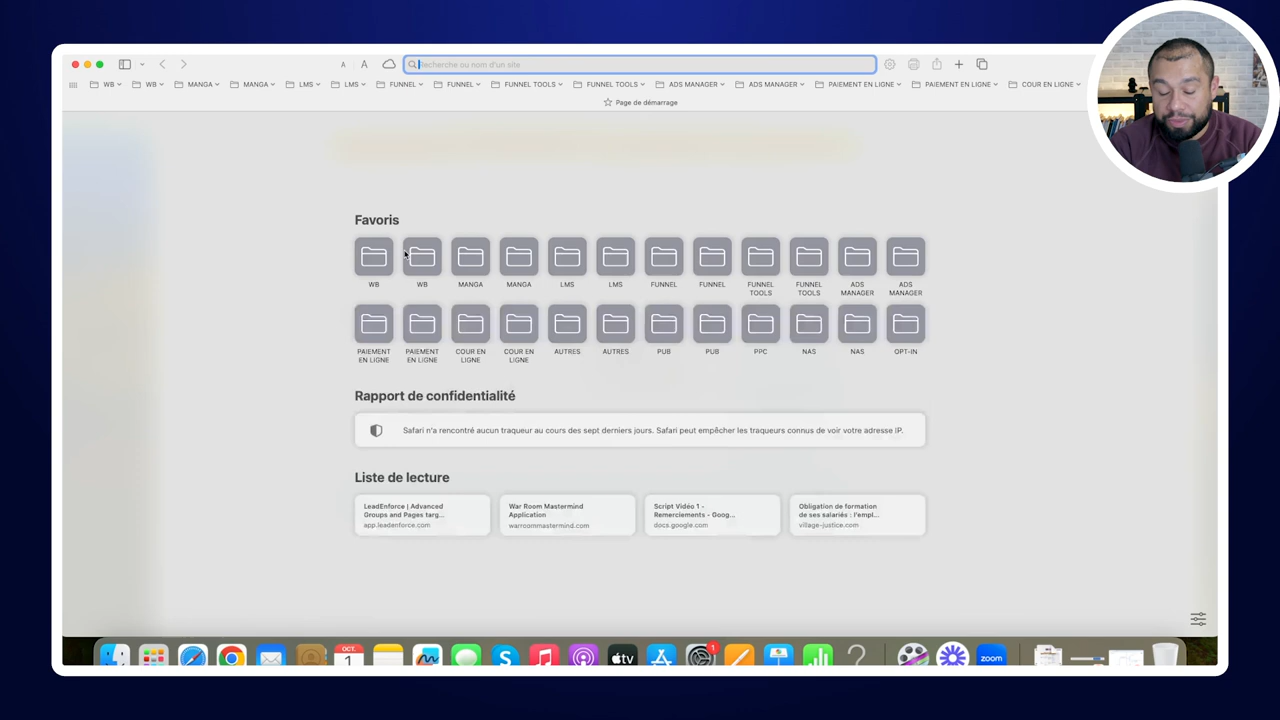 A A Recherche ou nom d'un site
WB WB MANGA MANGA LMS LMS FUNNEL FUNNEL FUNNEL TOOLS FUNNEL TOOLS ADS MANAGER ADS MANAGER PAIEMENT EN LIGNE PAIEMENT EN LIGNE COUR EN LIGNE
Page de démarrage
Favoris
WB WB MANGA MANGA LMS LMS FUNNEL FUNNEL FUNNEL FUNNEL ADS ADS
TOOLS TOOLS MANAGER MANAGER
PAIEMENT PAIEMENT COUR EN COUR EN AUTRES AUTRES PUB PUB PPC NAS NAS OPT-IN
EN LIGNE EN LIGNE LIGNE LIGNE
Rapport de confidentialité
Safari n'a rencontré aucun traqueur au cours des sept derniers jours. Safari peut empêcher les traqueurs connus de voir votre adresse IP.
Liste de lecture
LeadEnforce | Advanced
Groups and Pages targ...
app.leadenforce.com
War Room Mastermind
Application
warroommastermind.com
Script Vidéo 1 -
Remerciements - Goog...
docs.google.com
Obligation de formation
de ses salariés : l'empl...
village-justice.com
OCT.
1
tv
1
zoom